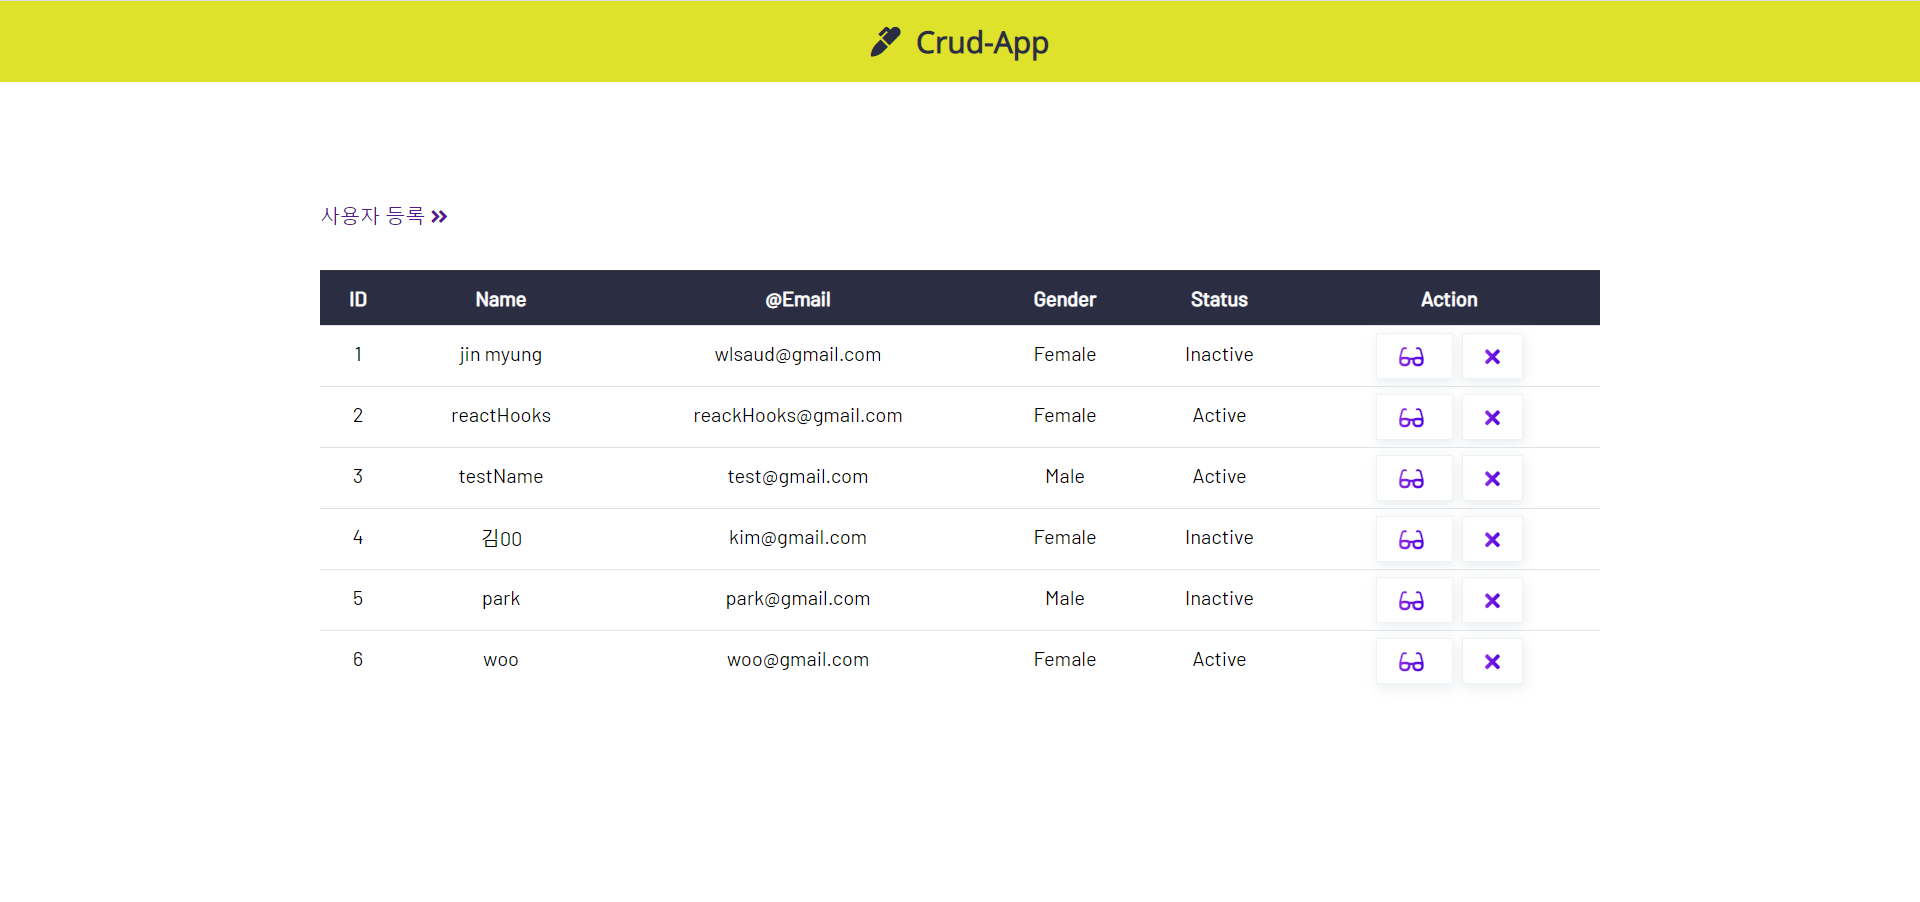 Crud-App
사용자 등록
ID Name @Email Gender Status Action
1 jin myung wlsaud@gmail.com Female Inactive
2 reactHooks reackHooks@gmail.com Female Active
3 testName test@gmail.com Male Active
4 김00 kim@gmail.com Female Inactive
5 park park@gmail.com Male Inactive
6 woo woo@gmail.com Female Active